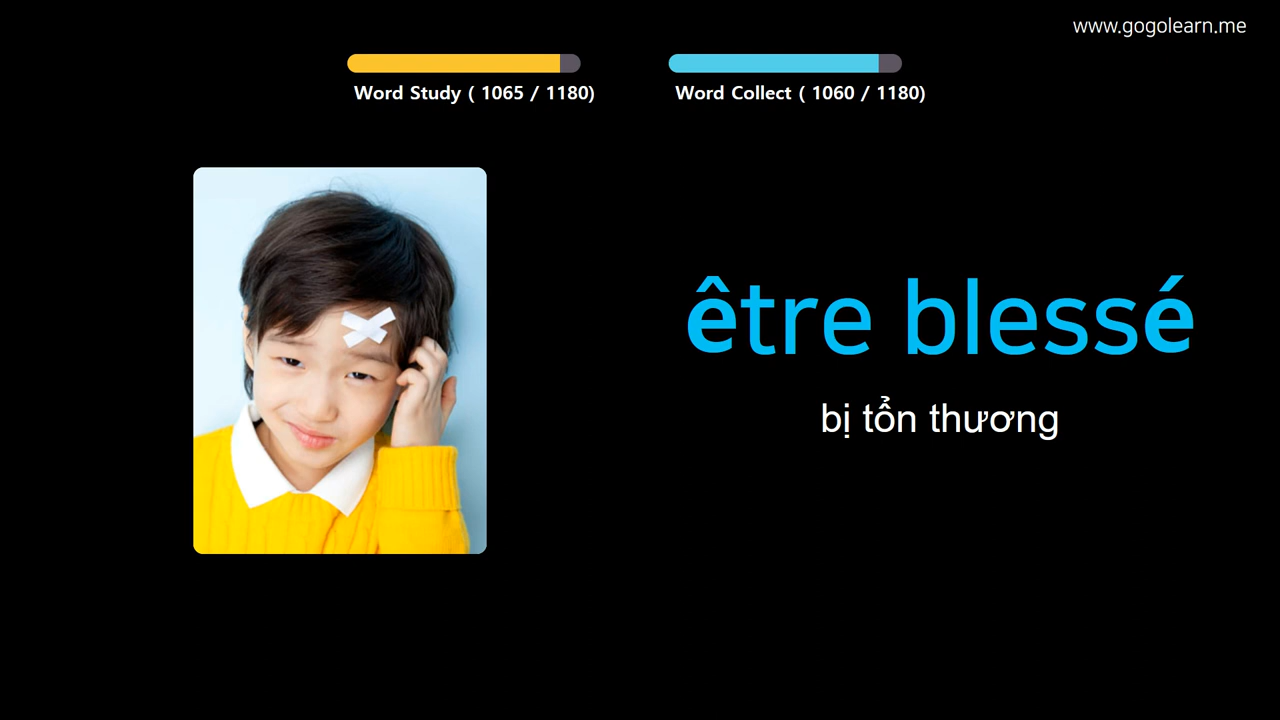 www.gogolearn.me
Word Study ( 1065 / 1180)
Word Collect ( 1060 / 1180)
être blessé
bị tổn thương